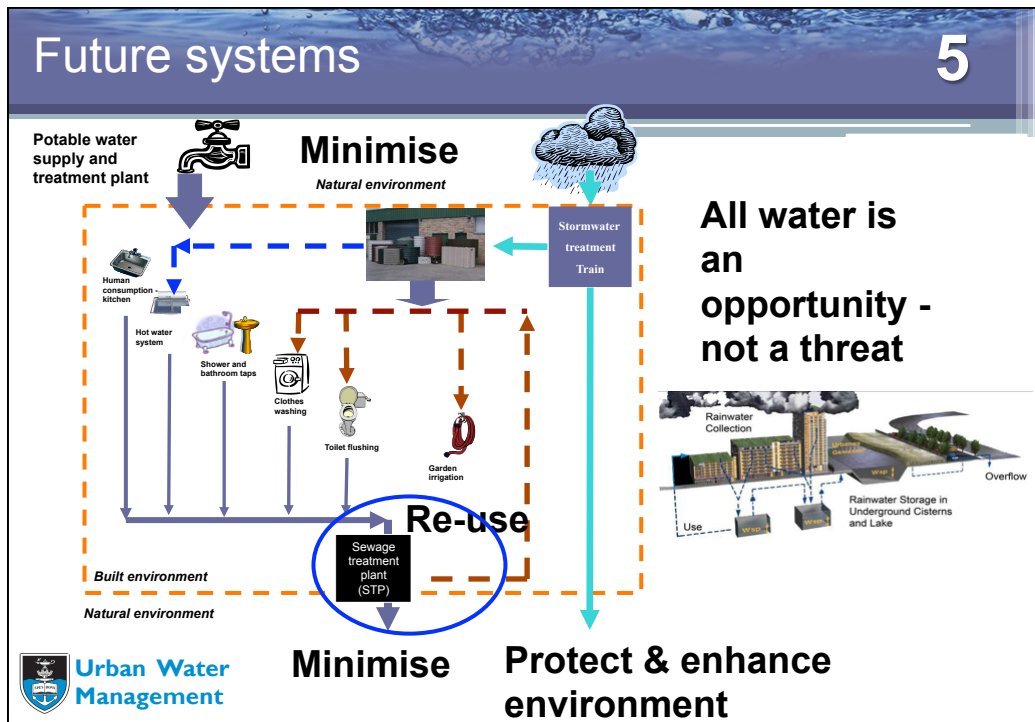 Future systems
5
Potable water
supply and
treatment plant
Minimise
Natural environment
Stormwater
treatment
Train
All water is
an
opportunity -
not a threat
Human
consumption -
kitchen
Hot water
system
Shower and
bathroom taps
Clothes
washing
Toilet flushing
Garden
irrigation
Rainwater
Collection
Overflow
Use
Rainwater Storage in
Underground Cisterns
and Lake
Re-use
Sewage
treatment
plant
(STP)
Built environment
Natural environment
Minimise
Protect & enhance
environment
Urban Water
Management